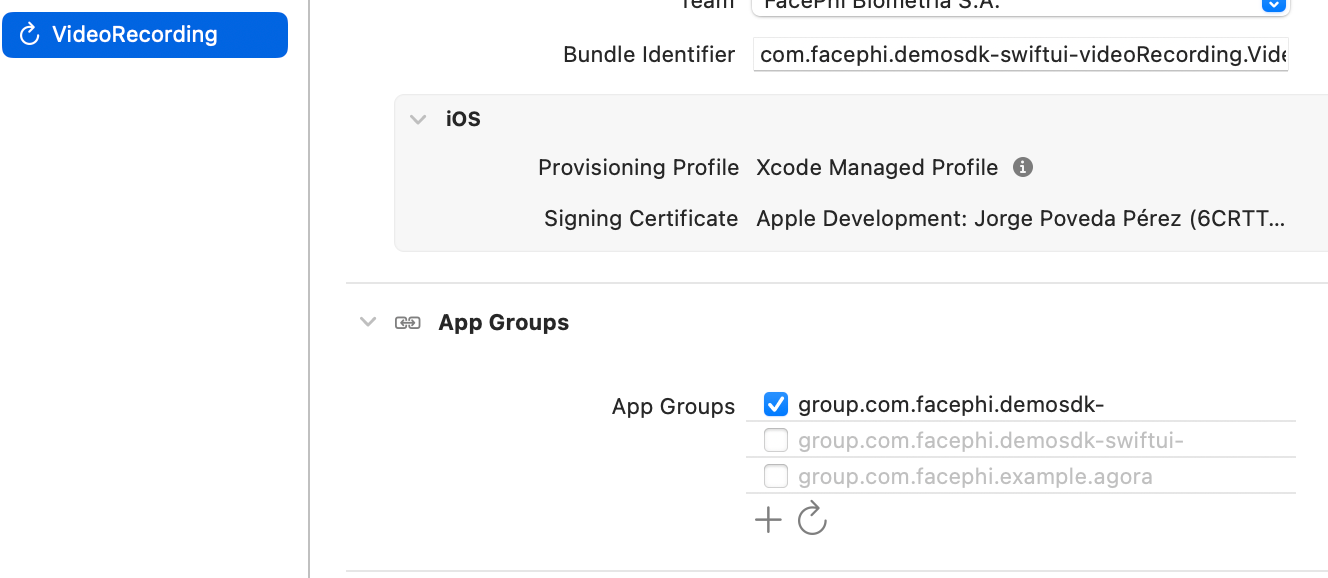 VideoRecording
Team FacePhi Biometría S.A.
Bundle Identifier com.facephi.demosdk-swiftui-videoRecording.Vide
iOS
Provisioning Profile Xcode Managed Profile
Signing Certificate Apple Development: Jorge Poveda Pérez (6CRTT...
App Groups
App Groups group.com.facephi.demosdk-
group.com.facephi.demosdk-swiftui-
group.com.facephi.example.agora